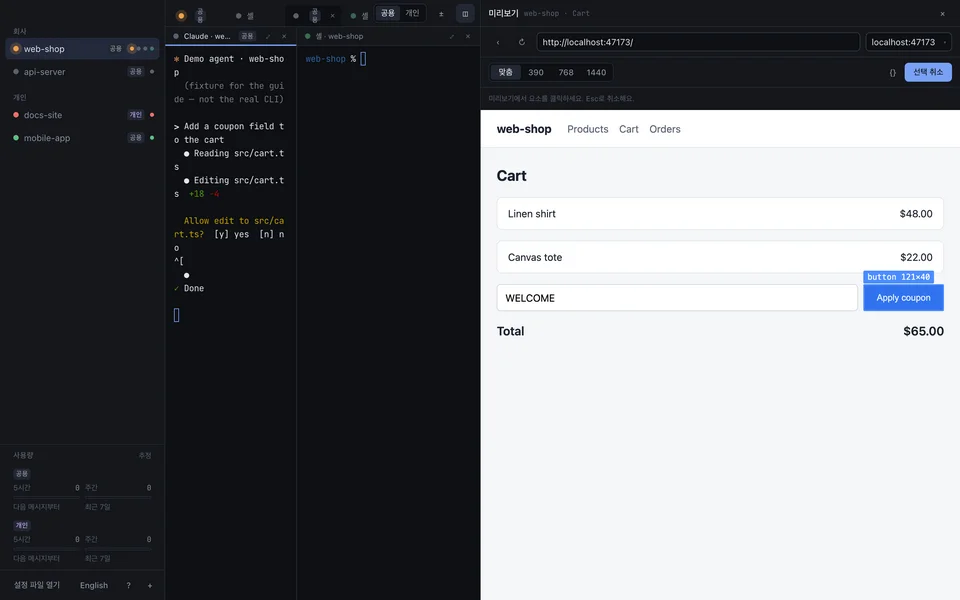 회사
web-shop 공용
api-server 공용
개인
docs-site 개인
mobile-app 공용
사용량 추정
공용
5시간 0 주간 0
다음 메시지부터 최근 7일
개인
5시간 0 주간 0
다음 메시지부터 최근 7일
설정 파일 열기 English ? +
공용 셸 공용 × 셸 공용 개인 ±
Claude · we... 공용 ×
✻ Demo agent · web-sho
p
(fixture for the gui
de — not the real CLI)
> Add a coupon field t
o the cart
● Reading src/cart.t
s
● Editing src/cart.t
s +18 -4
Allow edit to src/ca
rt.ts? [y] yes [n] n
o
^[
●
✓ Done
셸 · web-shop ×
web-shop %
미리보기 web-shop · Cart ×
http://localhost:47173/ localhost:47173
맞춤 390 768 1440 {} 선택 취소
미리보기에서 요소를 클릭하세요. Esc로 취소해요.
web-shop Products Cart Orders
Cart
Linen shirt $48.00
Canvas tote $22.00
button 121×40
WELCOME Apply coupon
Total $65.00